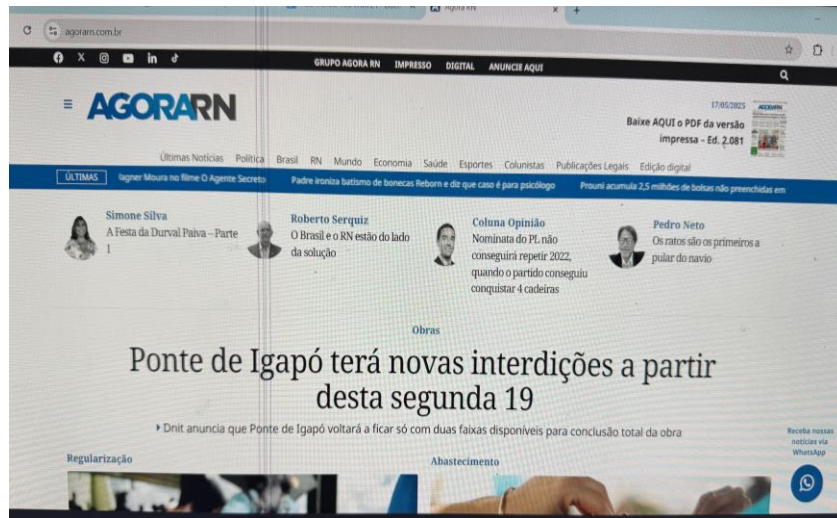 Agora RN
agorarn.com.br
GRUPO AGORA RN IMPRESSO DIGITAL ANUNCIE AQUI
AGORARN
17/05/2025
Baixe AQUI o PDF da versão
impressa – Ed. 2.081
Últimas Notícias Política Brasil RN Mundo Economia Saúde Esportes Colunistas Publicações Legais Edição digital
ÚLTIMAS lagner Moura no filme O Agente Secreto Padre ironiza batismo de bonecas Reborn e diz que caso é para psicólogo Prouni acumula 2,5 milhões de bolsas não preenchidas em
Simone Silva
A Festa da Durval Paiva – Parte
1
Roberto Serquiz
O Brasil e o RN estão do lado
da solução
Coluna Opinião
Nominata do PL não
conseguirá repetir 2022,
quando o partido conseguiu
conquistar 4 cadeiras
Pedro Neto
Os ratos são os primeiros a
pular do navio
Obras
Ponte de Igapó terá novas interdições a partir
desta segunda 19
Dnit anuncia que Ponte de Igapó voltará a ficar só com duas faixas disponíveis para conclusão total da obra
Regularização
Abastecimento
Receba nossas
notícias via
WhatsApp